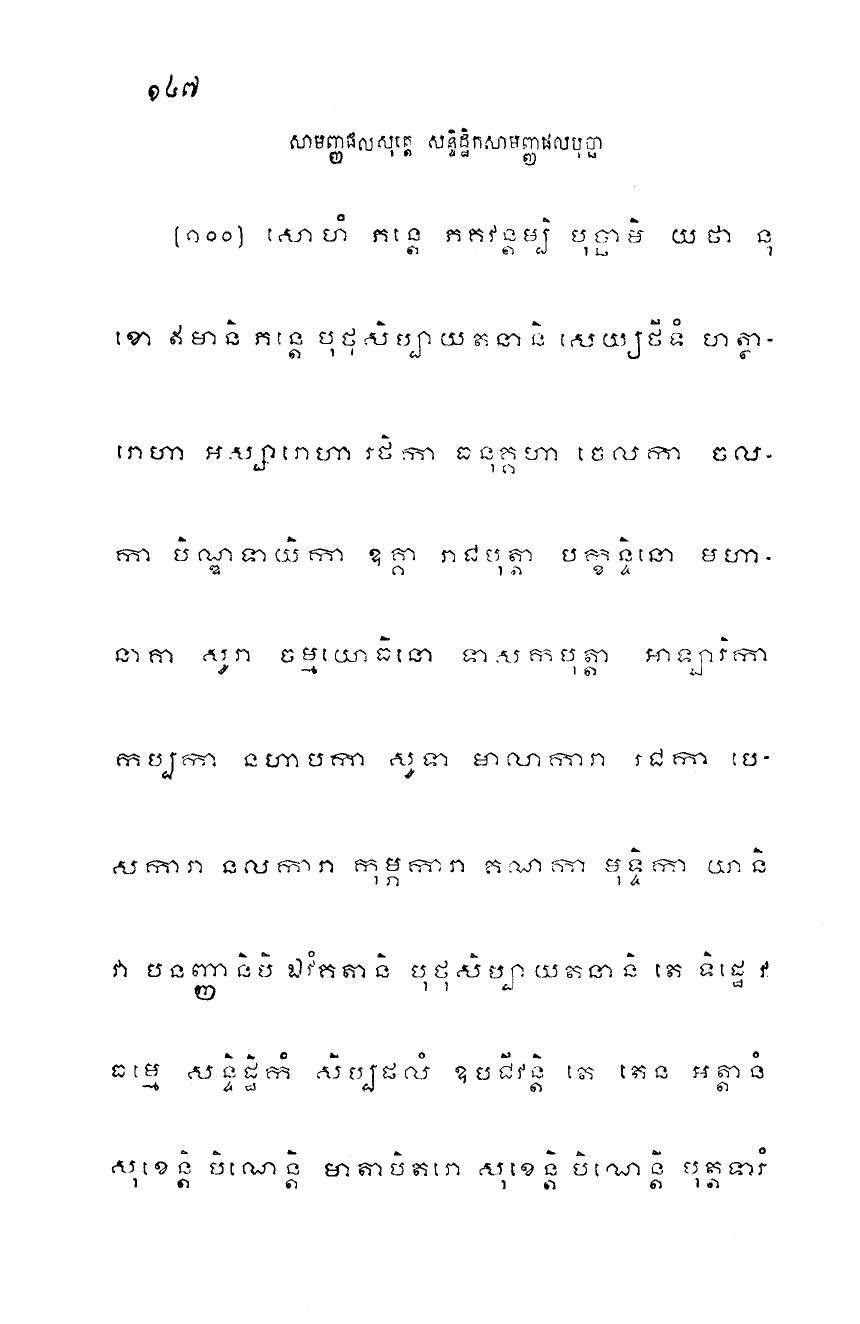 ១៤៧
សាមញ្ញផលសុត្តេ សន្ទិដ្ឋិកសាមញ្ញផលបុច្ឆា
(១០០) សោហំ ភន្តេ ភគវន្តម្បិ បុច្ឆាមិ យថា នុ
ខោ ឥមានិ ភន្តេ បុថុសិប្បាយតនានិ សេយ្យថីទំ ហត្ថា-
រោហា អស្សារោហា រថិកា ធនុគ្គហា ចេលកា ចល-
កា បិណ្ឌទាយិកា ឧគ្គា រាជបុត្តា បក្ខន្ទិនោ មហា-
នាគា សូរា ចម្មយោធិនោ ទាសកបុត្តា អាឡារិកា
កប្បកា នហាបកា សូទា មាលាការា រជកា បេ-
សការា នលការា កុម្ភការា គណកា មុទ្ទិកា យានិ
វា បនញ្ញានិបិ ឯវំគតានិ បុថុសិប្បាយតនានិ តេ ទិដ្ឋេ វ
ធម្មេ សន្ទិដ្ឋិកំ សិប្បផលំ ឧបជីវន្តិ តេ តេន អត្តានំ
សុខេន្តិ បិណេន្តិ មាតាបិតរោ សុខេន្តិ បិណេន្តិ បុត្តទារំ